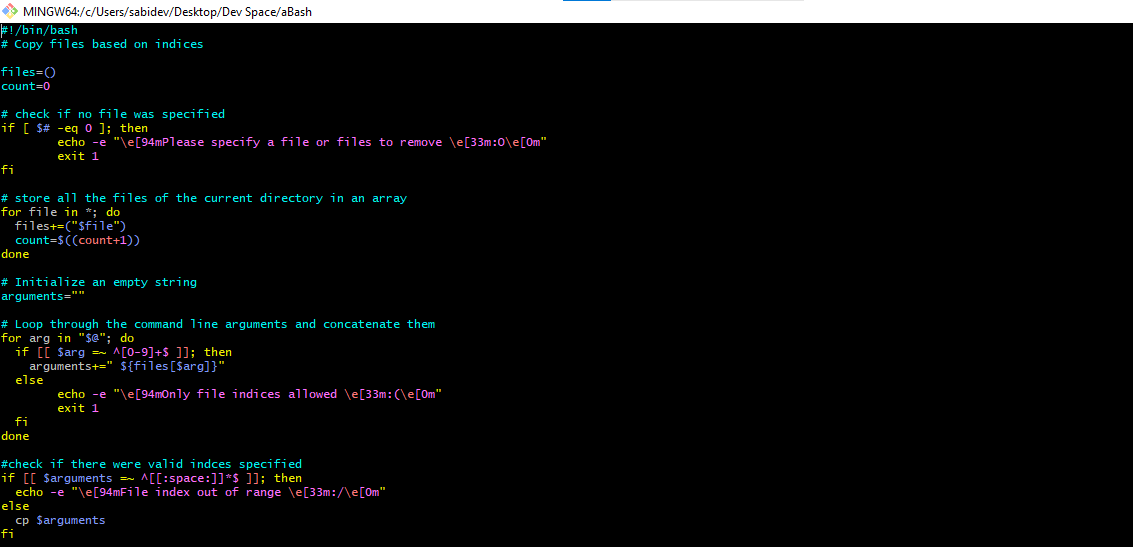 MINGW64:/c/Users/sabidev/Desktop/Dev Space/aBash
#!/bin/bash
# Copy files based on indices

files=()
count=0

# check if no file was specified
if [ $# -eq 0 ]; then
        echo -e "\e[94mPlease specify a file or files to remove \e[33m:O\e[0m"
        exit 1
fi

# store all the files of the current directory in an array
for file in *; do
  files+=("$file")
  count=$((count+1))
done

# Initialize an empty string
arguments=""

# Loop through the command line arguments and concatenate them
for arg in "$@"; do
  if [[ $arg =~ ^[0-9]+$ ]]; then
    arguments+=" ${files[$arg]}"
  else
        echo -e "\e[94mOnly file indices allowed \e[33m:(\e[0m"
        exit 1
  fi
done

#check if there were valid indces specified
if [[ $arguments =~ ^[[:space:]]*$ ]]; then
  echo -e "\e[94mFile index out of range \e[33m:/\e[0m"
else
  cp $arguments
fi